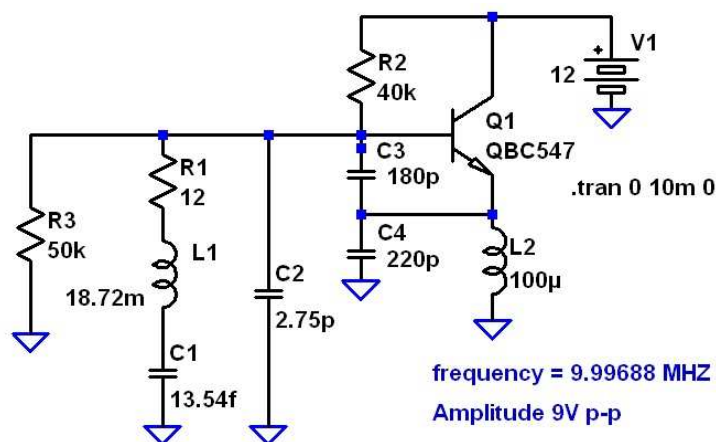 R2
40k
V1
12
Q1
QBC547
C3
180p
.tran 0 10m 0
R1
12
R3
50k
L1
18.72m
C2
2.75p
C4
220p
L2
100µ
C1
13.54f
frequency = 9.99688 MHZ
Amplitude 9V p-p